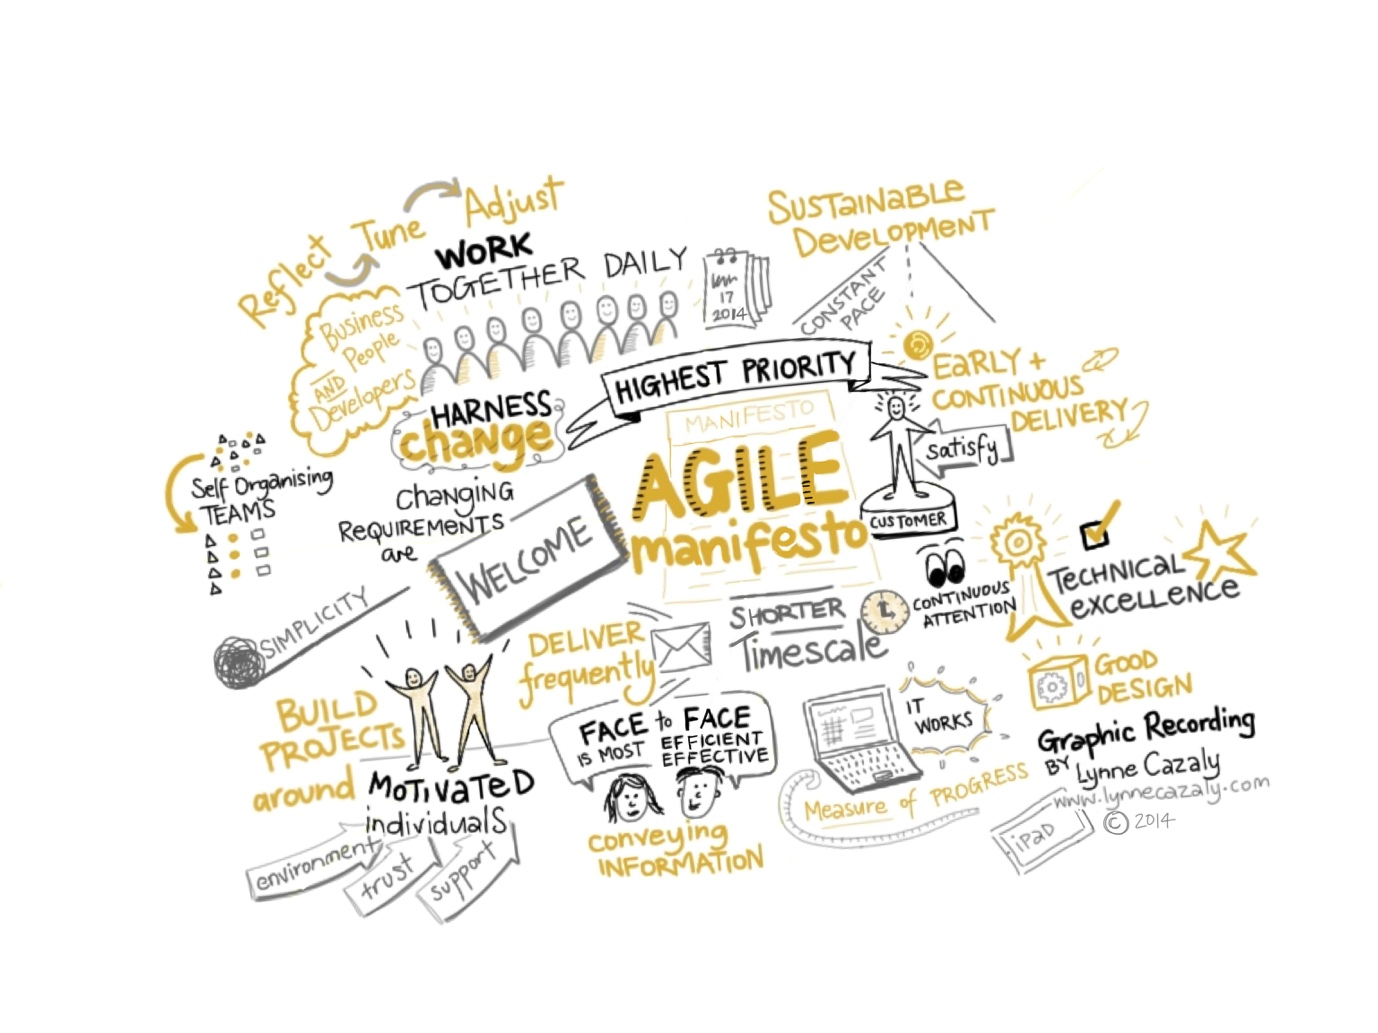 Reflect
Tune
Adjust
WORK
TOGETHER DAILY
Business
People
AND
Developers
17
2014
SUSTAINABLE
DEVELOPMENT
CONSTANT
PACE
HIGHEST PRIORITY
EARLY +
CONTINUOUS
DELIVERY
Satisfy
CUSTOMER
HARNESS
change
MANIFESTO
AGILE
manifesto
Self Organising
TEAMS
CHANGING
REQUIREMENTS
are
WELCOME
SIMPLICITY
CONTINUOUS
ATTENTION
TECHNICAL
EXCELLENCE
GOOD
DESIGN
SHORTER
Timescale
DELIVER
frequently
BUILD
PROJECTS
around
MOTIVATED
individuals
environment
trust
support
FACE to FACE
IS MOST EFFICIENT
EFFECTIVE
conveying
INFORMATION
IT
WORKS
Measure of PROGRESS
Graphic Recording
BY Lynne Cazaly
www.lynnecazaly.com
© 2014
iPAD